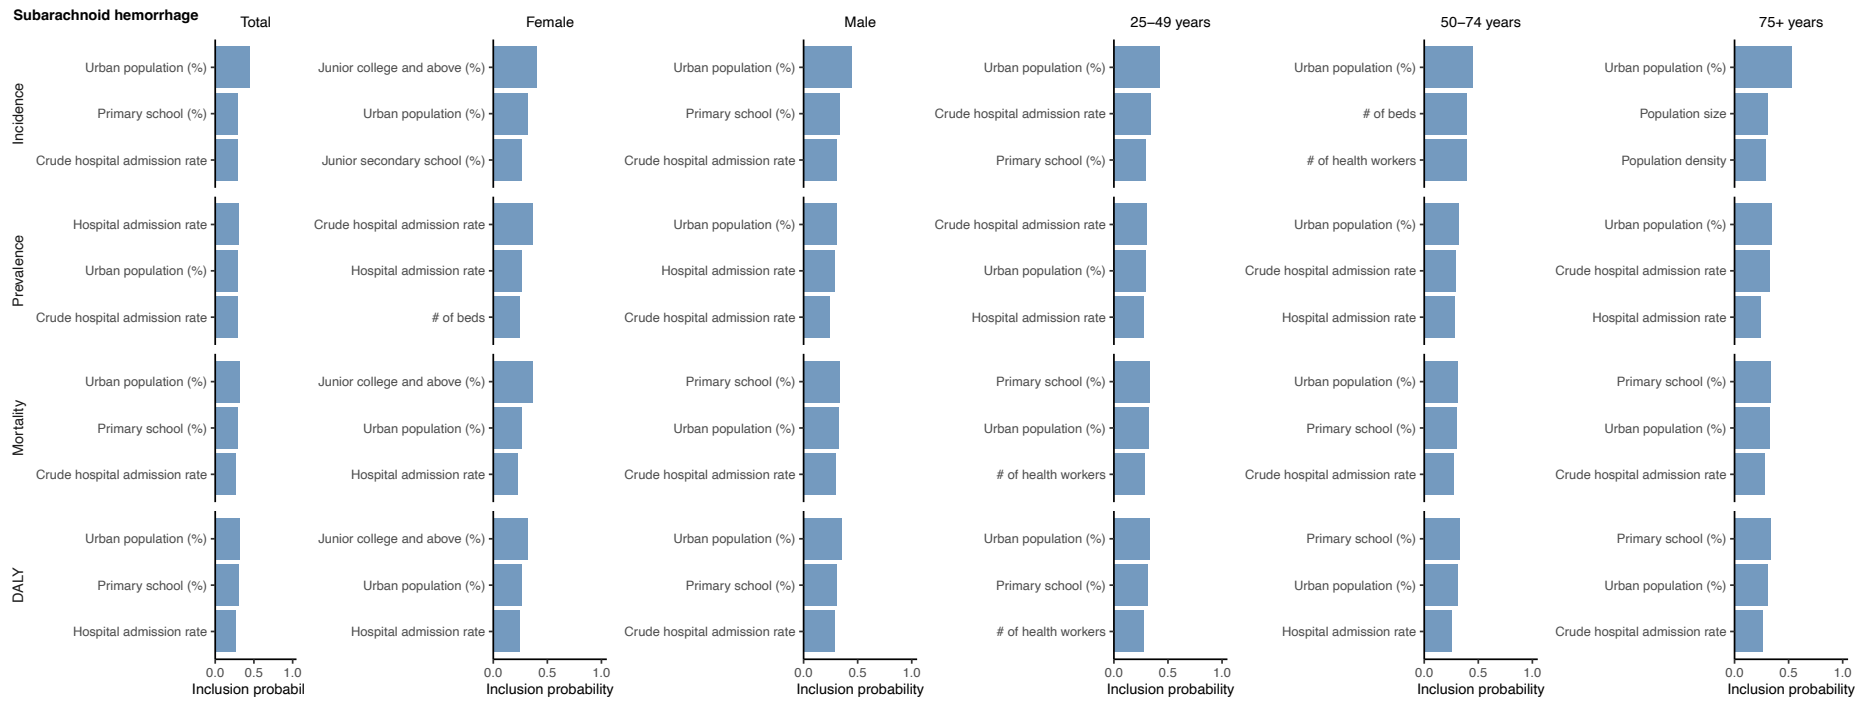 Subarachnoid hemorrhage
Total
Female
Male
25–49 years
50–74 years
75+ years
Incidence
Urban population (%)
Primary school (%)
Crude hospital admission rate
Junior college and above (%)
Urban population (%)
Junior secondary school (%)
Urban population (%)
Primary school (%)
Crude hospital admission rate
Urban population (%)
Crude hospital admission rate
Primary school (%)
Urban population (%)
# of beds
# of health workers
Urban population (%)
Population size
Population density
Prevalence
Hospital admission rate
Urban population (%)
Crude hospital admission rate
Crude hospital admission rate
Hospital admission rate
# of beds
Urban population (%)
Hospital admission rate
Crude hospital admission rate
Crude hospital admission rate
Urban population (%)
Hospital admission rate
Urban population (%)
Crude hospital admission rate
Hospital admission rate
Urban population (%)
Crude hospital admission rate
Hospital admission rate
Mortality
Urban population (%)
Primary school (%)
Crude hospital admission rate
Junior college and above (%)
Urban population (%)
Hospital admission rate
Primary school (%)
Urban population (%)
Crude hospital admission rate
Primary school (%)
Urban population (%)
# of health workers
Urban population (%)
Primary school (%)
Crude hospital admission rate
Primary school (%)
Urban population (%)
Crude hospital admission rate
DALY
Urban population (%)
Primary school (%)
Hospital admission rate
Junior college and above (%)
Urban population (%)
Hospital admission rate
Urban population (%)
Primary school (%)
Crude hospital admission rate
Urban population (%)
Primary school (%)
# of health workers
Primary school (%)
Urban population (%)
Hospital admission rate
Primary school (%)
Urban population (%)
Crude hospital admission rate
0.0 0.5 1.0
Inclusion probabil
0.0 0.5 1.0
Inclusion probability
0.0 0.5 1.0
Inclusion probability
0.0 0.5 1.0
Inclusion probability
0.0 0.5 1.0
Inclusion probability
0.0 0.5 1.0
Inclusion probability